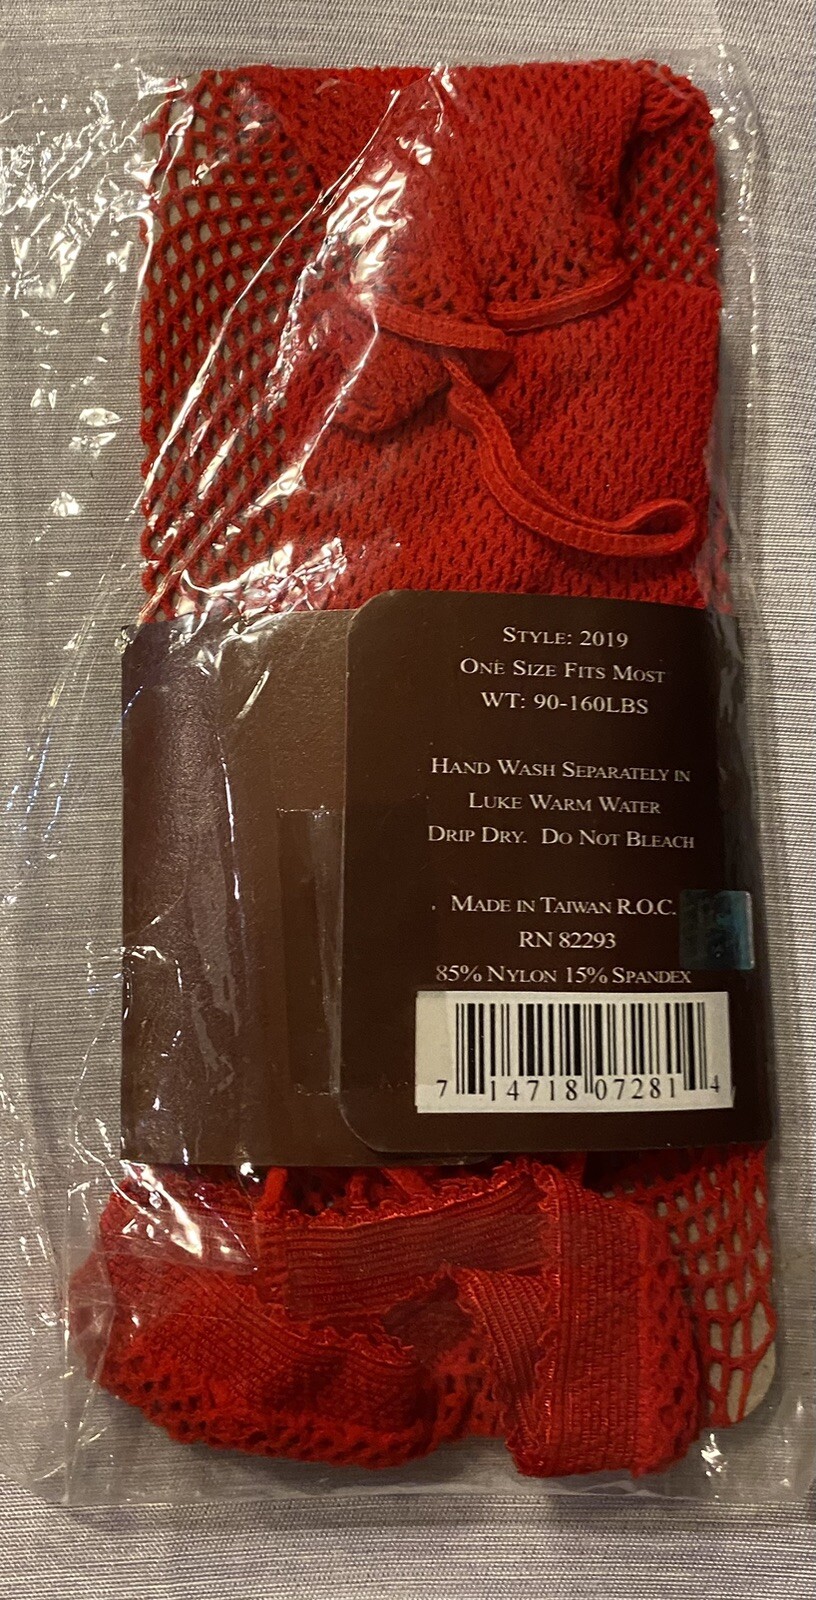 STYLE: 2019
ONE SIZE FITS MOST
WT: 90-160LBS
HAND WASH SEPARATELY IN
LUKE WARM WATER
DRIP DRY. DO NOT BLEACH
MADE IN TAIWAN R.O.C.
RN 82293
85% NYLON 15% SPANDEX
7 14718 07281 4